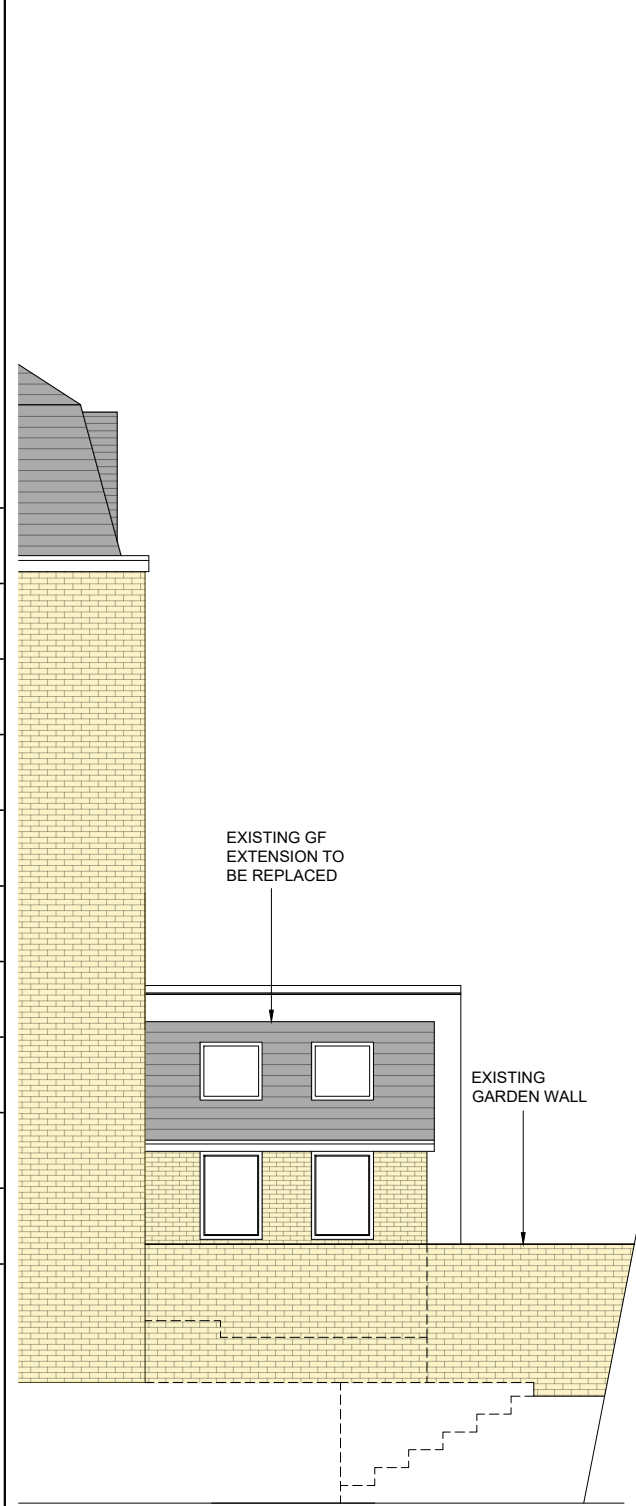 EXISTING GF
EXTENSION TO
BE REPLACED
EXISTING
GARDEN WALL